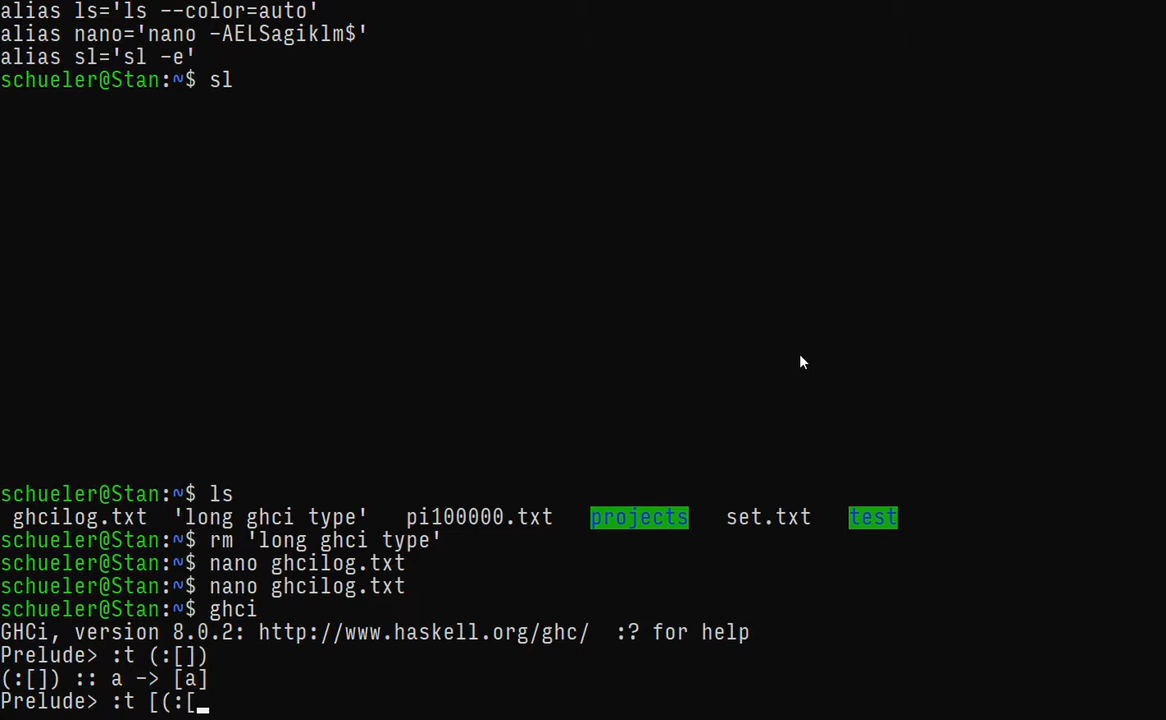 alias ls='ls --color=auto'
alias nano='nano -AELSagiklm$'
alias sl='sl -e'
schueler@Stan:~$ sl
schueler@Stan:~$ ls
ghcilog.txt 'long ghci type' pi100000.txt projects set.txt test
schueler@Stan:~$ rm 'long ghci type'
schueler@Stan:~$ nano ghcilog.txt
schueler@Stan:~$ nano ghcilog.txt
schueler@Stan:~$ ghci
GHCi, version 8.0.2: http://www.haskell.org/ghc/  :? for help
Prelude> :t (:[])
(:[]) :: a -> [a]
Prelude> :t [(:[